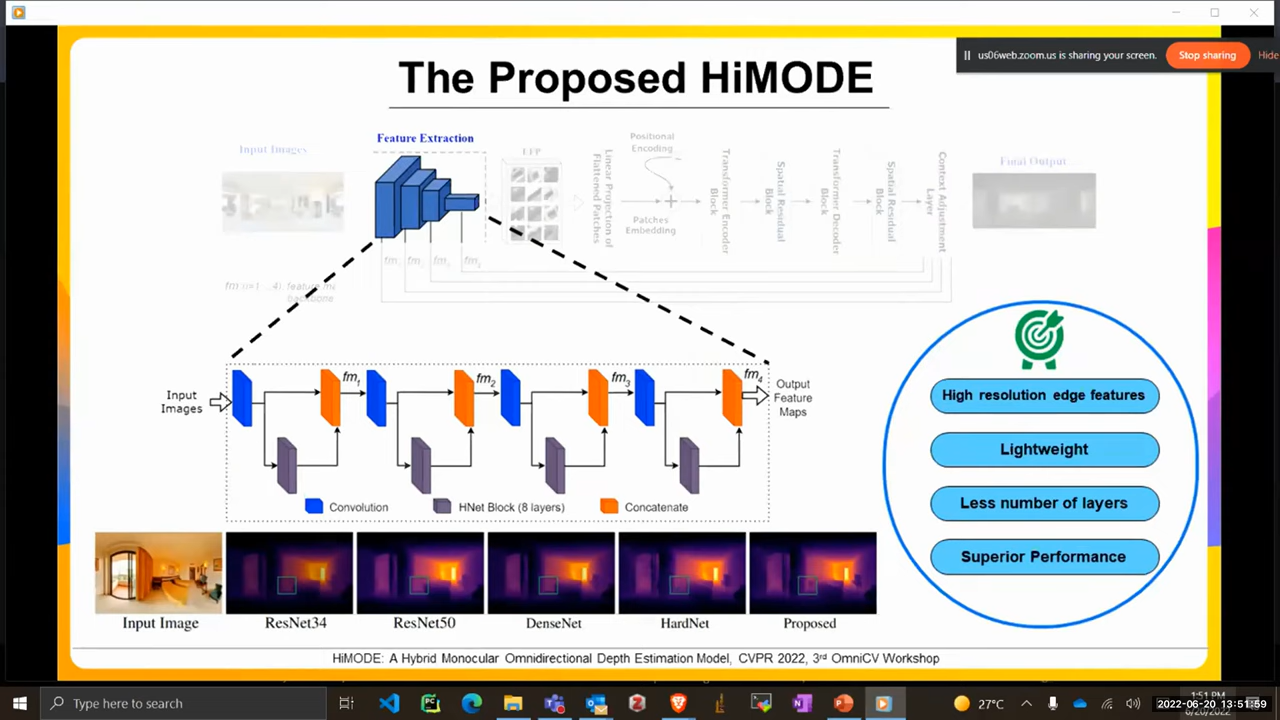 us06web.zoom.us is sharing your screen.
Stop sharing
Hide
The Proposed HiMODE
Input Images
Feature Extraction
EFP
Linear Projection of
Flattened Patches
Positional
Encoding
Patches
Embedding
Transformer Encoder
Block
Spatial Residual
Block
Transformer Decoder
Block
Spatial Residual
Block
Context Adjustment
Layer
Final Output
Input
Images
fm1
fm2
fm3
fm4
Output
Feature
Maps
Convolution
HNet Block (8 layers)
Concatenate
High resolution edge features
Lightweight
Less number of layers
Superior Performance
Input Image
ResNet34
ResNet50
DenseNet
HardNet
Proposed
HiMODE: A Hybrid Monocular Omnidirectional Depth Estimation Model, CVPR 2022, 3rd OmniCV Workshop
Type here to search
27°C
1:51 PM
2022-06-20 13:51:59